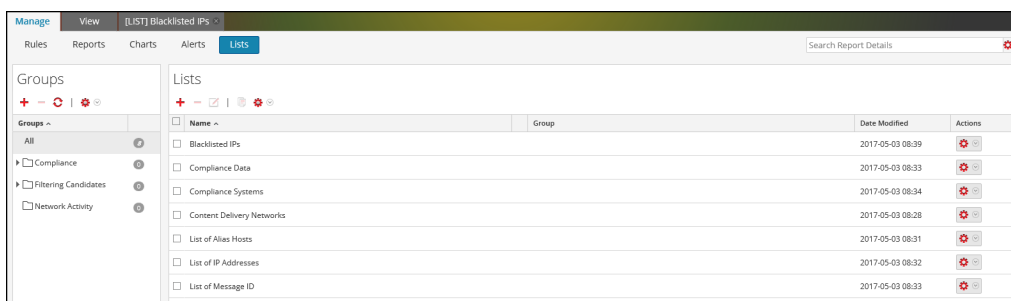 Manage View [LIST] Blacklisted IPs
Rules Reports Charts Alerts Lists Search Report Details
Groups
Groups
All
Compliance 0
Filtering Candidates 0
Network Activity 0
Lists
Name Group Date Modified Actions
Blacklisted IPs 2017-05-03 08:39
Compliance Data 2017-05-03 08:33
Compliance Systems 2017-05-03 08:34
Content Delivery Networks 2017-05-03 08:28
List of Alias Hosts 2017-05-03 08:31
List of IP Addresses 2017-05-03 08:32
List of Message ID 2017-05-03 08:33